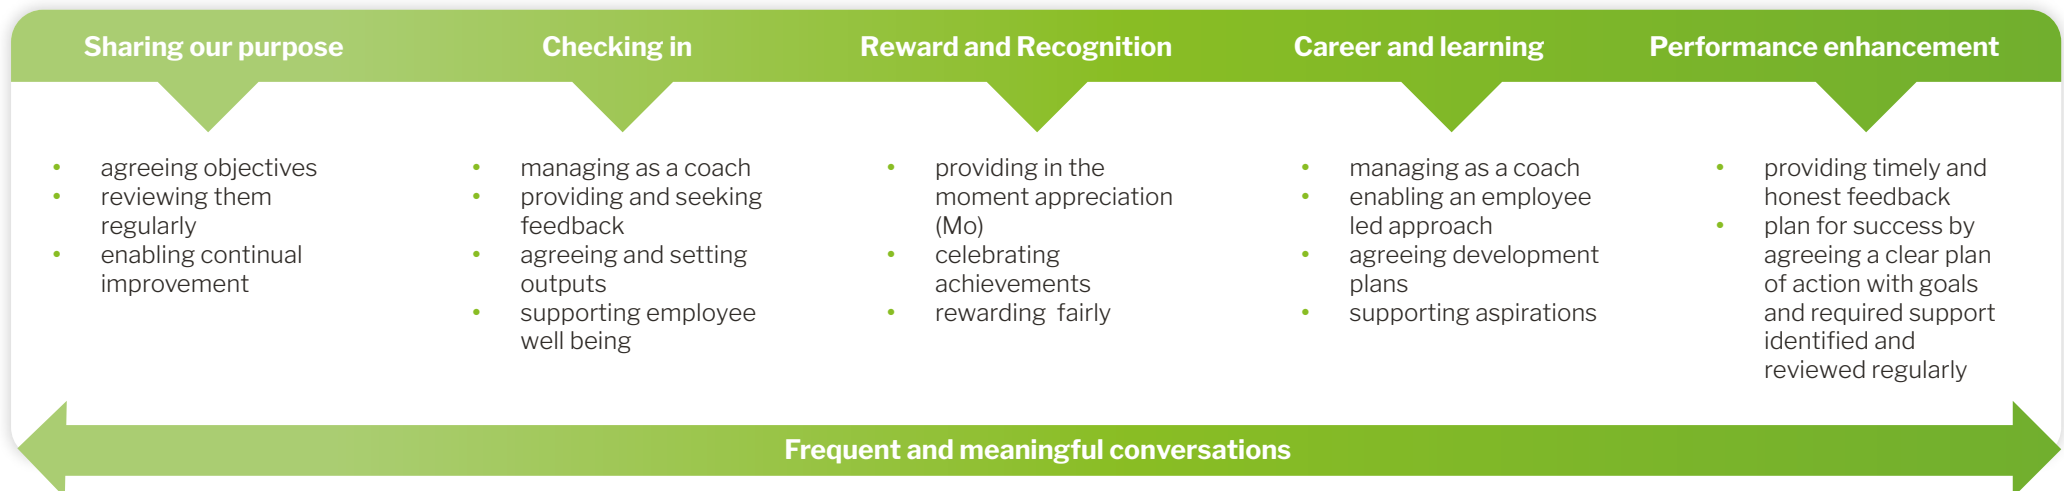 Sharing our purpose
Checking in
Reward and Recognition
Career and learning
Performance enhancement
• agreeing objectives
• reviewing them
regularly
• enabling continual
improvement
• managing as a coach
• providing and seeking
feedback
• agreeing and setting
outputs
• supporting employee
well being
• providing in the
moment appreciation
(Mo)
• celebrating
achievements
• rewarding  fairly
• managing as a coach
• enabling an employee
led approach
• agreeing development
plans
• supporting aspirations
• providing timely and
honest feedback
• plan for success by
agreeing a clear plan
of action with goals
and required support
identified and
reviewed regularly
Frequent and meaningful conversations